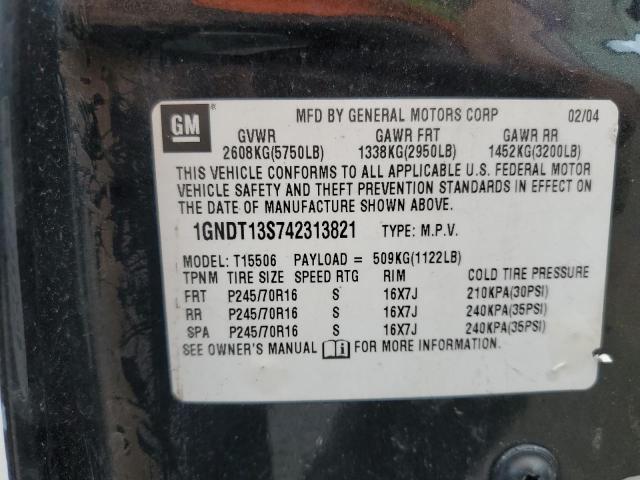 GM ® MFD BY GENERAL MOTORS CORP 02/04
GVWR GAWR FRT GAWR RR
2608KG(5750LB) 1338KG(2950LB) 1452KG(3200LB)
THIS VEHICLE CONFORMS TO ALL APPLICABLE U.S. FEDERAL MOTOR
VEHICLE SAFETY AND THEFT PREVENTION STANDARDS IN EFFECT ON
THE DATE OF MANUFACTURE SHOWN ABOVE.
1GNDT13S742313821 TYPE: M.P.V.
MODEL: T15506 PAYLOAD = 509KG(1122LB)
TPNM TIRE SIZE SPEED RTG RIM COLD TIRE PRESSURE
FRT P245/70R16 S 16X7J 210KPA(30PSI)
RR P245/70R16 S 16X7J 240KPA(35PSI)
SPA P245/70R16 S 16X7J 240KPA(35PSI)
SEE OWNER'S MANUAL FOR MORE INFORMATION.